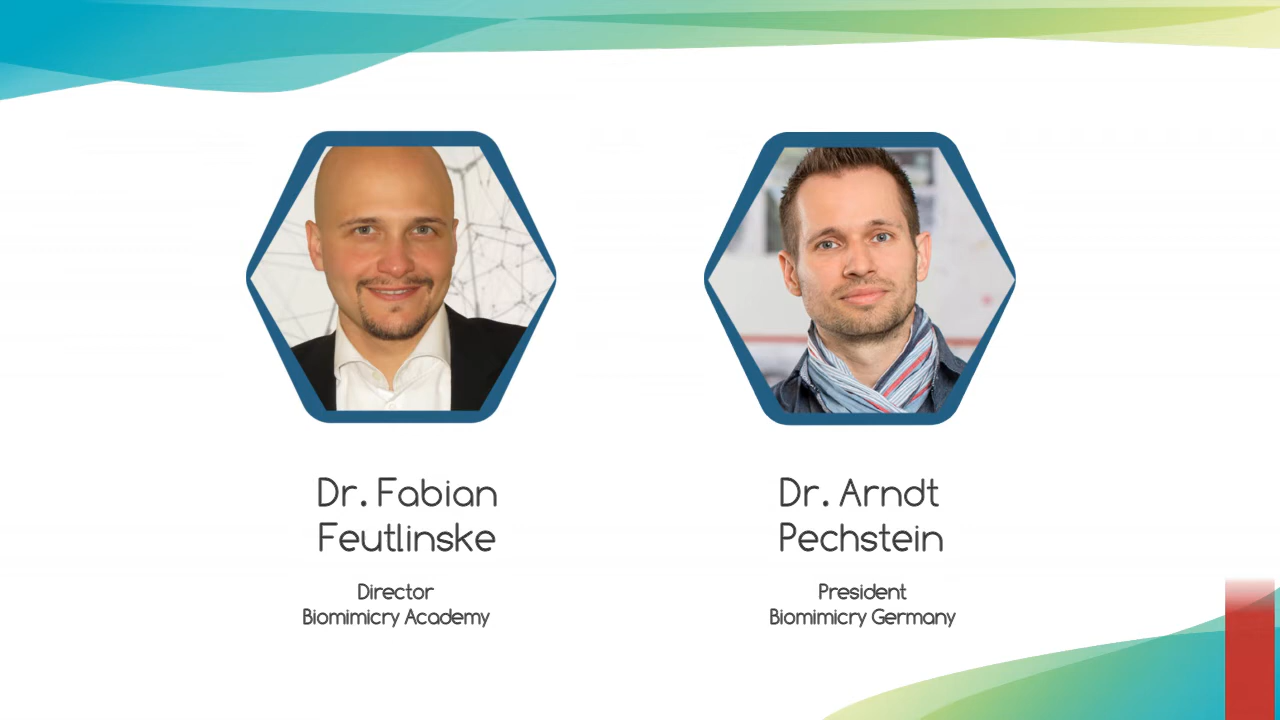 Dr. Fabian
Feutlinske
Director
Biomimicry Academy
Dr. Arndt
Pechstein
President
Biomimicry Germany